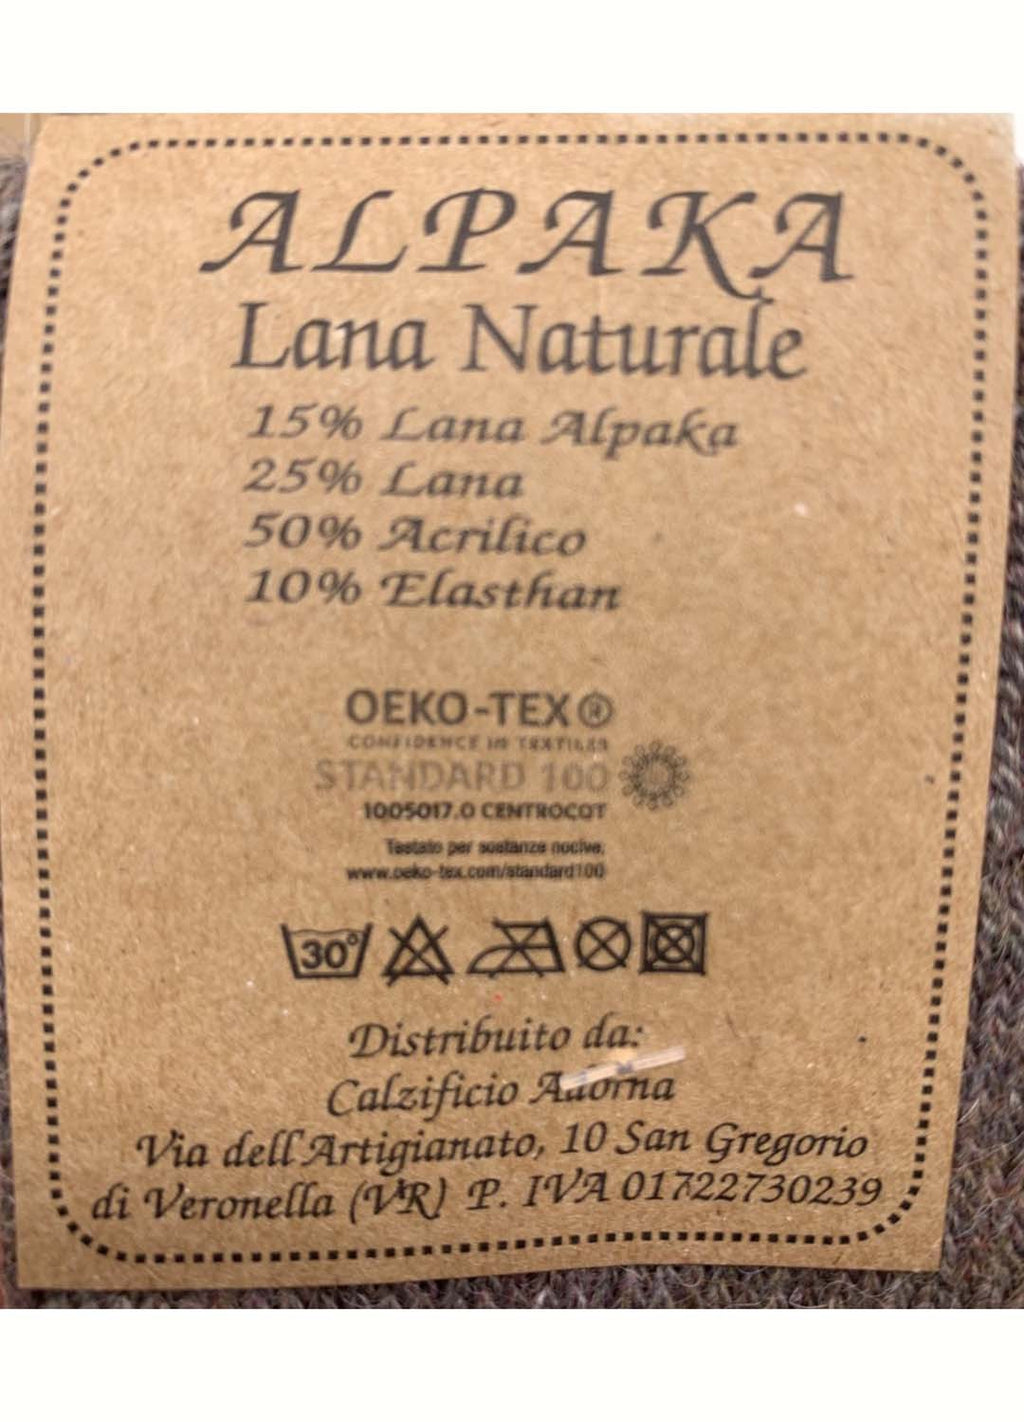 ALPAKA
Lana Naturale
15% Lana Alpaka
25% Lana
50% Acrilico
10% Elasthan
OEKO-TEX®
CONFIDENCE IN TEXTILES
STANDARD 100
1005017.0 CENTROCOT
Testato per sostanze nocive.
www.oeko-tex.com/standard100
30°
Distribuito da:
Calzificio Adorna
Via dell'Artigianato, 10 San Gregorio
di Veronella (VR) P. IVA 01722730239